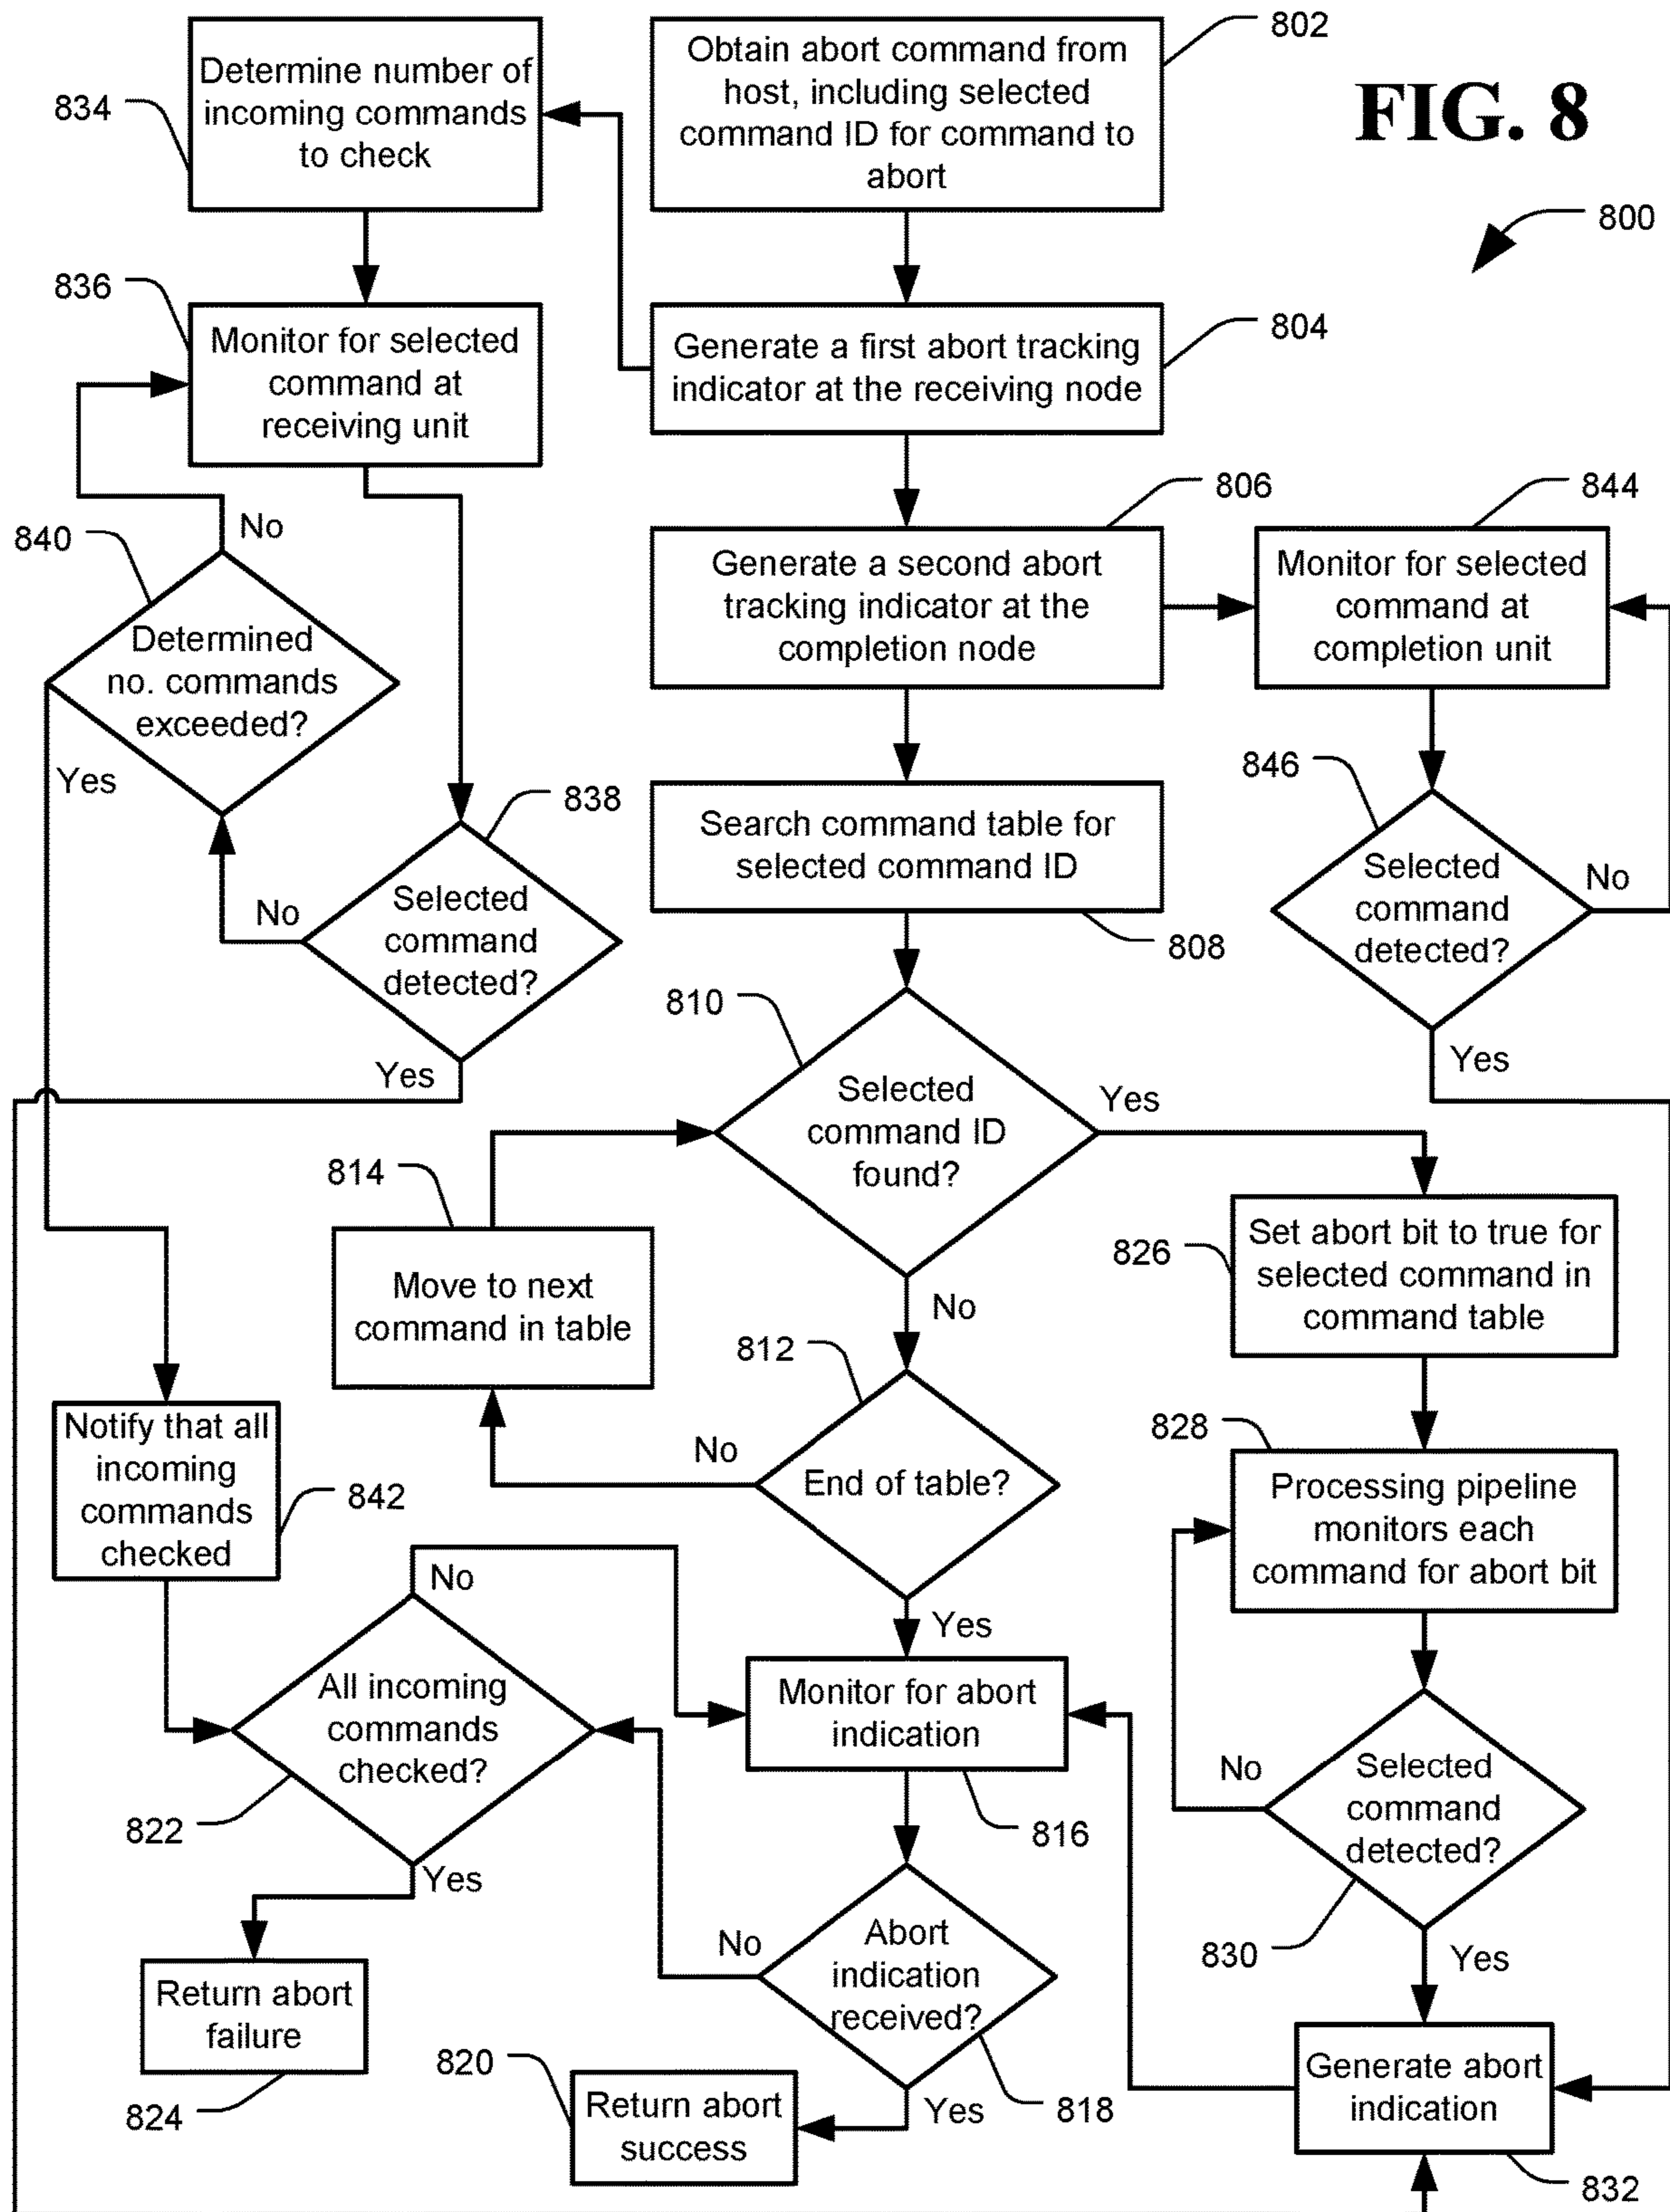 802
Obtain abort command from
host, including selected
command ID for command to
abort
FIG. 8
800
Determine number of
incoming commands
to check
834
836
Monitor for selected
command at
receiving unit
Generate a first abort tracking
indicator at the receiving node
804
806
844
840
No
Generate a second abort
tracking indicator at the
completion node
Monitor for selected
command at
completion unit
Determined
no. commands
exceeded?
Yes
838
846
Search command table for
selected command ID
808
Selected
command
detected?
No
Yes
Selected
command
detected?
No
Yes
810
Selected
command ID
found?
Yes
No
814
Move to next
command in table
826
Set abort bit to true for
selected command in
command table
812
End of table?
No
Yes
Notify that all
incoming
commands
checked
842
828
Processing pipeline
monitors each
command for abort bit
No
All incoming
commands
checked?
822
Yes
Monitor for abort
indication
816
Selected
command
detected?
No
830
Yes
Abort
indication
received?
No
818
Yes
Return abort
failure
824
820
Return abort
success
Generate abort
indication
832